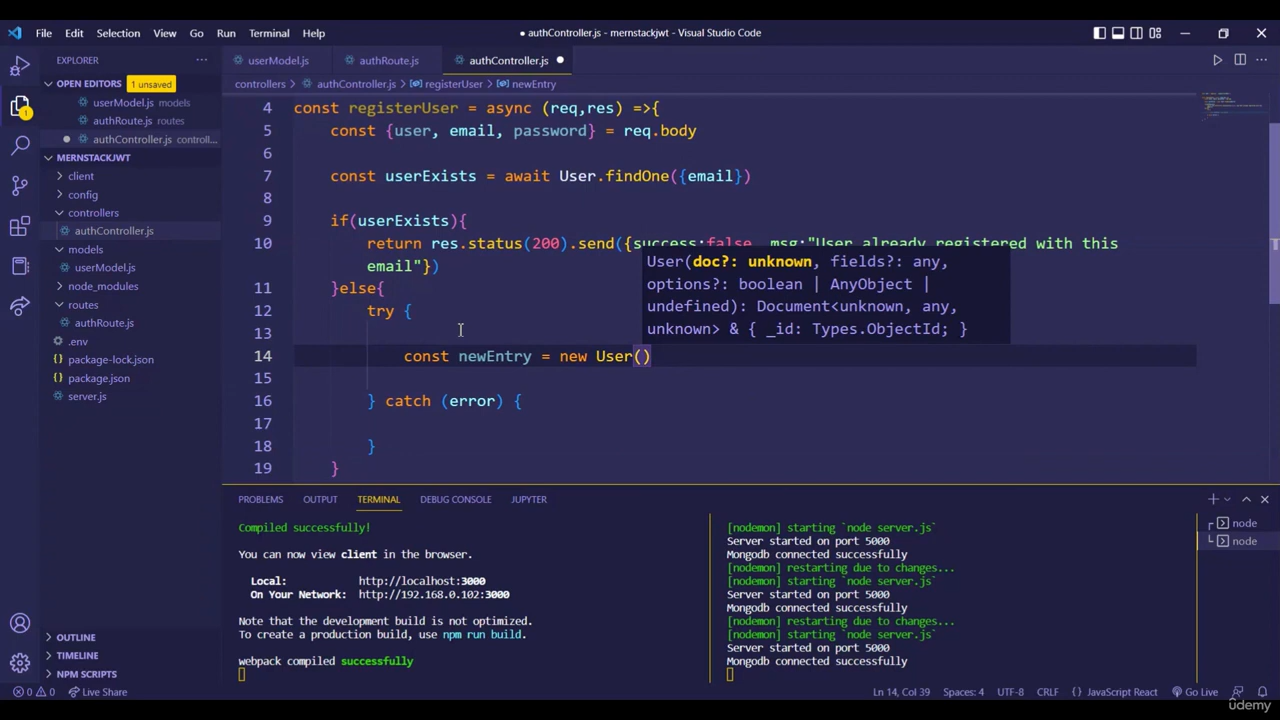 File Edit Selection View Go Run Terminal Help
● authController.js - mernstackjwt - Visual Studio Code
EXPLORER ...
userModel.js authRoute.js authController.js ●
OPEN EDITORS 1 unsaved
userModel.js models
authRoute.js routes
● authController.js controll...
MERNSTACKJWT
client
config
controllers
authController.js
models
userModel.js
node_modules
routes
authRoute.js
.env
package-lock.json
package.json
server.js
OUTLINE
TIMELINE
NPM SCRIPTS
1
controllers > authController.js > registerUser > newEntry
4 const registerUser = async (req,res) =>{
5 const {user, email, password} = req.body
6
7 const userExists = await User.findOne({email})
8
9 if(userExists){
10 return res.status(200).send({success:false, msg:"User already registered with this
email"})
11 }else{
12 try {
13
14 const newEntry = new User()
15
16 } catch (error) {
17
18 }
19 }
User(doc?: unknown, fields?: any,
options?: boolean | AnyObject |
undefined): Document<unknown, any,
unknown> & { _id: Types.ObjectId; }
PROBLEMS OUTPUT TERMINAL DEBUG CONSOLE JUPYTER
Compiled successfully!
You can now view client in the browser.
Local: http://localhost:3000
On Your Network: http://192.168.0.102:3000
Note that the development build is not optimized.
To create a production build, use npm run build.
webpack compiled successfully
[nodemon] starting `node server.js`
Server started on port 5000
Mongodb connected successfully
[nodemon] restarting due to changes...
[nodemon] starting `node server.js`
Server started on port 5000
Mongodb connected successfully
[nodemon] restarting due to changes...
[nodemon] starting `node server.js`
Server started on port 5000
Mongodb connected successfully
node
node
0 0 Live Share
Ln 14, Col 39 Spaces: 4 UTF-8 CRLF {} JavaScript React Go Live
udemy